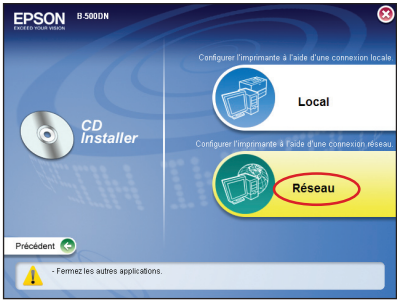 EPSON
EXCEED YOUR VISION
B-500DN
Configurer l'imprimante à l'aide d'une connexion locale.
Local
CD
Installer
Configurer l'imprimante à l'aide d'une connexion réseau.
Réseau
Précédent
- Fermez les autres applications.